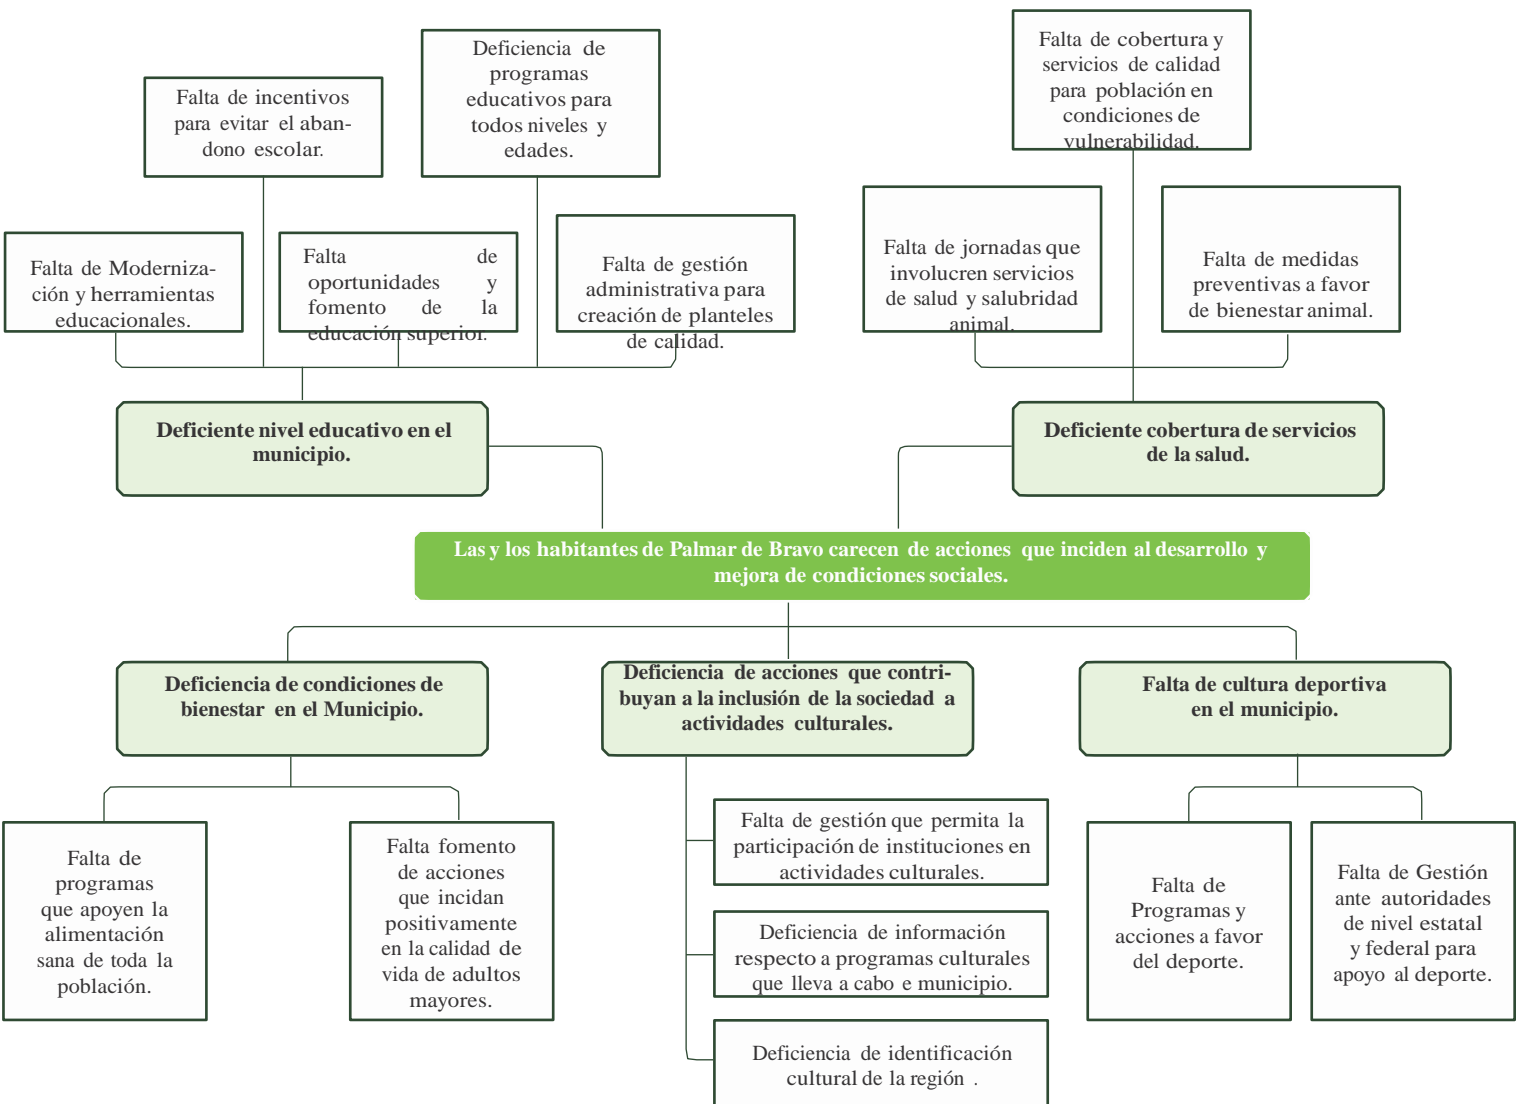 Deficiencia de
programas
educativos para
todos niveles y
edades.
Falta de cobertura y
servicios de calidad
para población en
condiciones de
vulnerabilidad.
Falta de incentivos
para evitar el aban-
dono escolar.
Falta de Moderniza-
ción y herramientas
educacionales.
Falta de
oportunidades y
fomento de la
educación superior.
Falta de gestión
administrativa para
creación de planteles
de calidad.
Falta de jornadas que
involucren servicios
de salud y salubridad
animal.
Falta de medidas
preventivas a favor
de bienestar animal.
Deficiente nivel educativo en el
municipio.
Deficiente cobertura de servicios
de la salud.
Las y los habitantes de Palmar de Bravo carecen de acciones que inciden al desarrollo y
mejora de condiciones sociales.
Deficiencia de condiciones de
bienestar en el Municipio.
Deficiencia de acciones que contri-
buyan a la inclusión de la sociedad a
actividades culturales.
Falta de cultura deportiva
en el municipio.
Falta de
programas
que apoyen la
alimentación
sana de toda la
población.
Falta fomento
de acciones
que incidan
positivamente
en la calidad de
vida de adultos
mayores.
Falta de gestión que permita la
participación de instituciones en
actividades culturales.
Deficiencia de información
respecto a programas culturales
que lleva a cabo e municipio.
Deficiencia de identificación
cultural de la región .
Falta de
Programas y
acciones a favor
del deporte.
Falta de Gestión
ante autoridades
de nivel estatal
y federal para
apoyo al deporte.